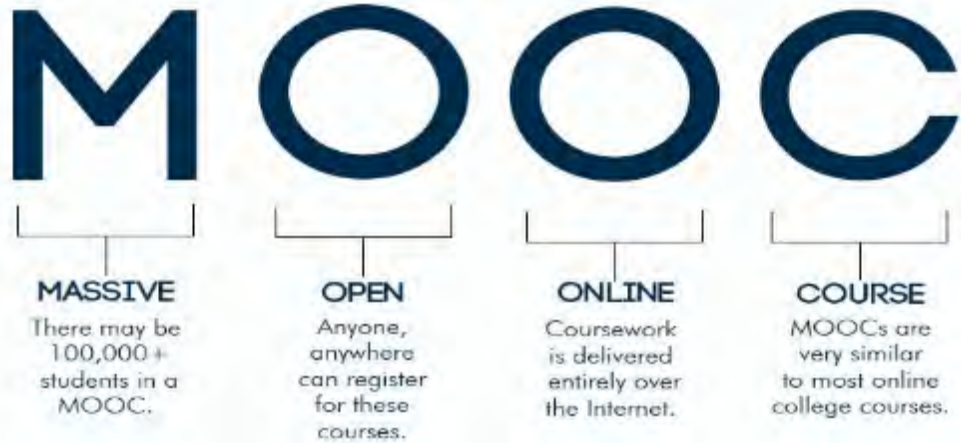 MOOC
MASSIVE
There may be
100,000+
students in a
MOOC.
OPEN
Anyone,
anywhere
can register
for these
courses.
ONLINE
Coursework
is delivered
entirely over
the Internet.
COURSE
MOOCs are
very similar
to most online
college courses.